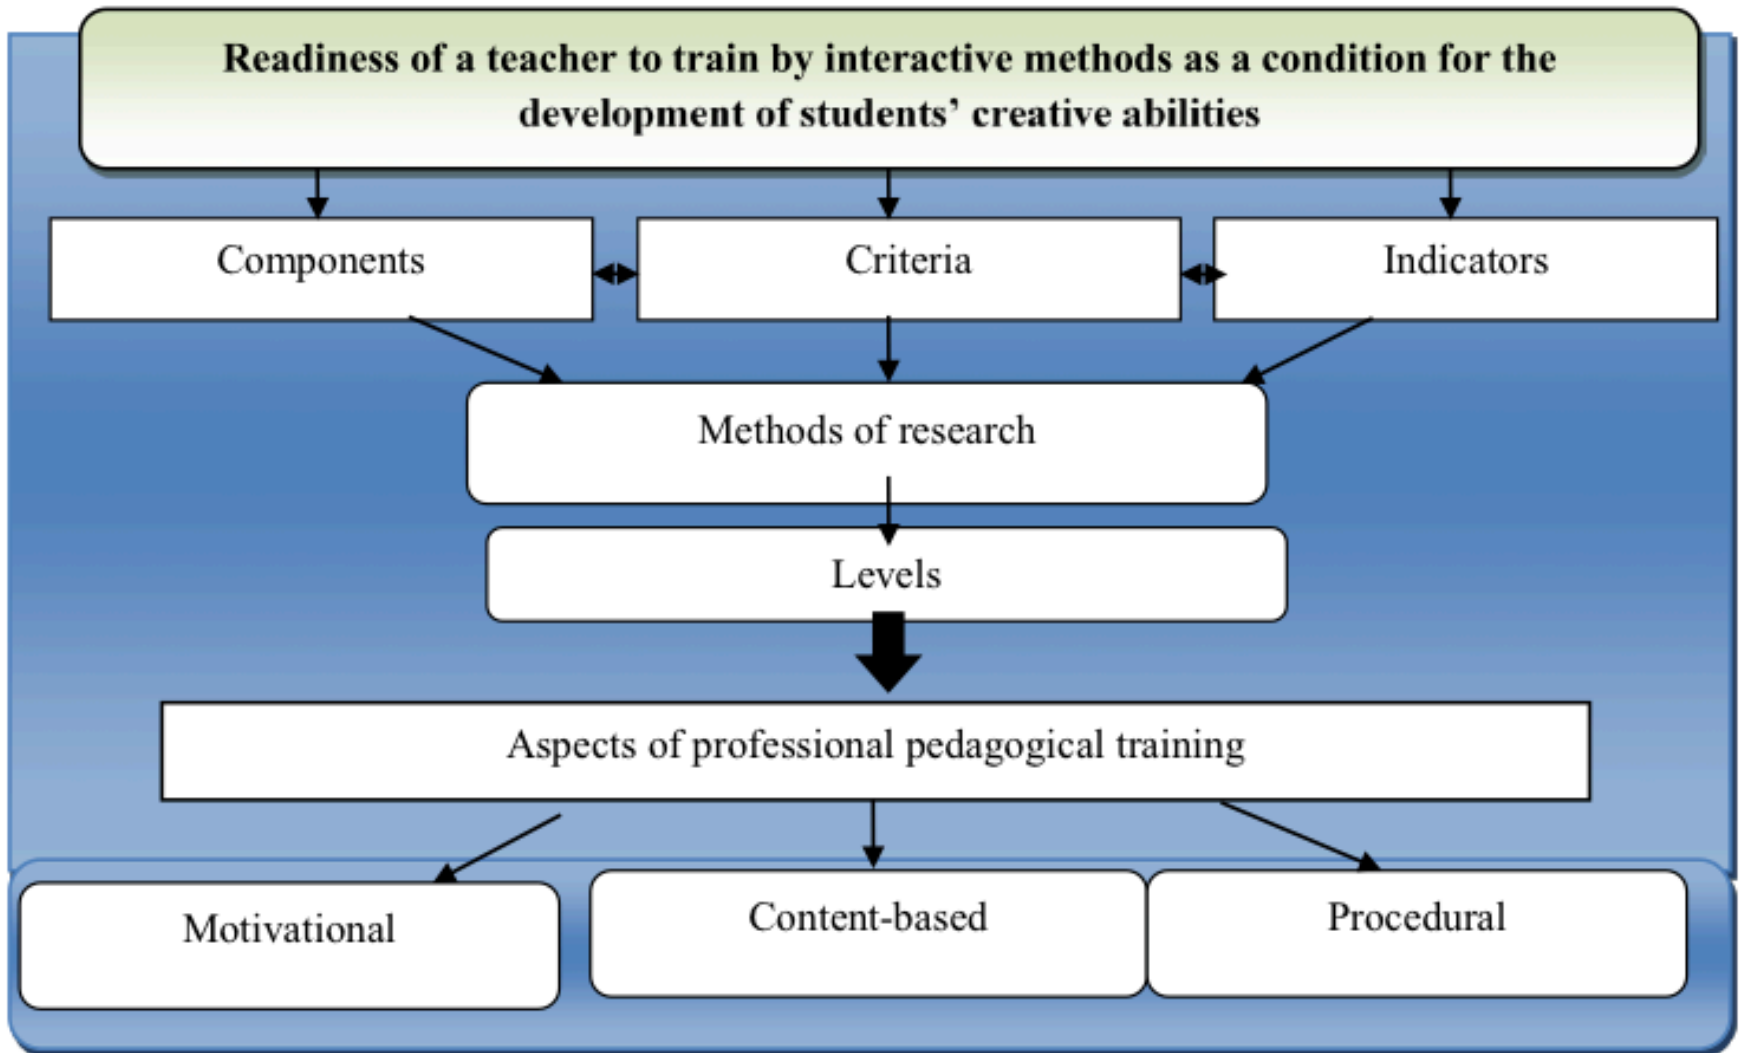 Readiness of a teacher to train by interactive methods as a condition for the
development of students’ creative abilities
Components
Criteria
Indicators
Methods of research
Levels
Aspects of professional pedagogical training
Motivational
Content-based
Procedural